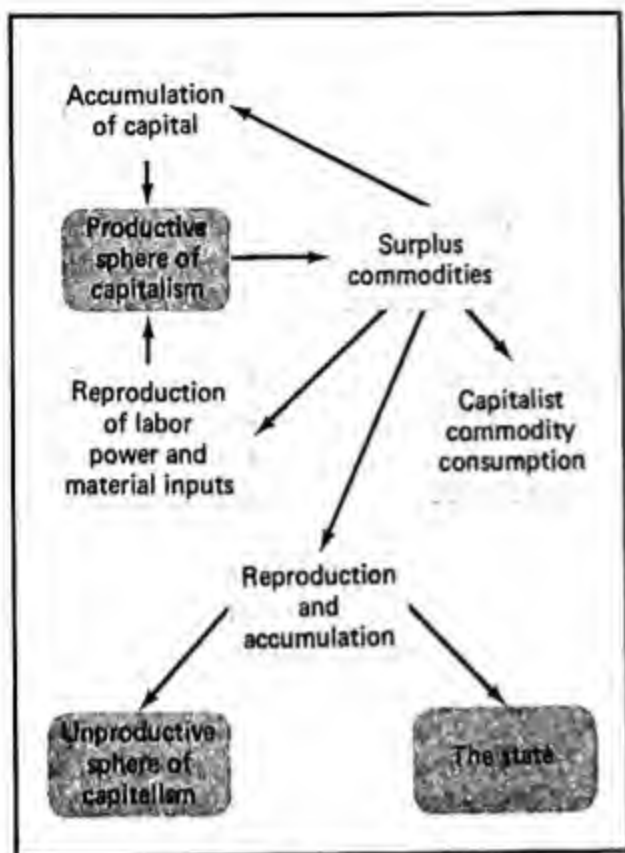 Accumulation
of capital
Productive
sphere of
capitalism
Surplus
commodities
Reproduction
of labor
power and
material inputs
Capitalist
commodity
consumption
Reproduction
and
accumulation
Unproductive
sphere of
capitalism
The state